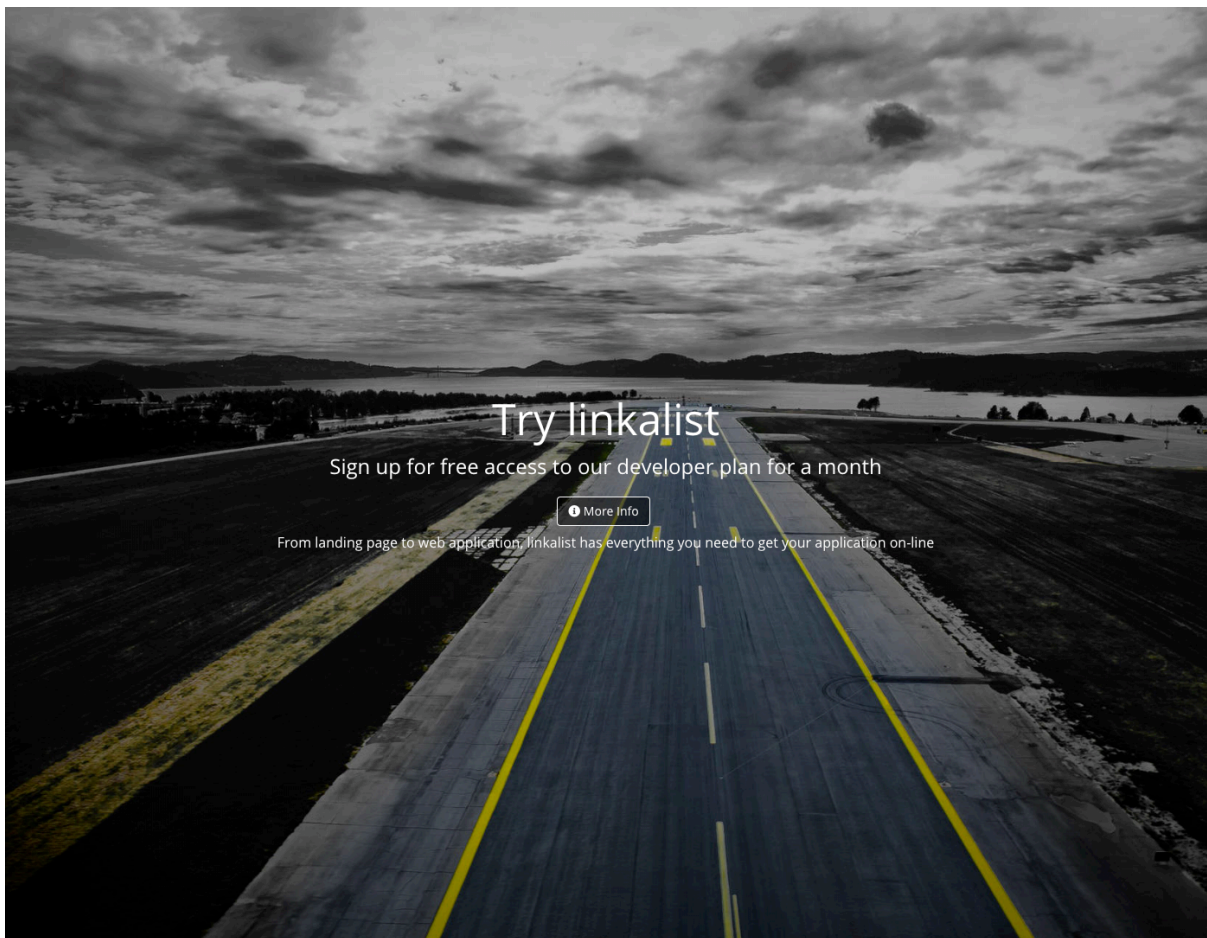 Try linkalist
Sign up for free access to our developer plan for a month
More Info
From landing page to web application, linkalist has everything you need to get your application on-line